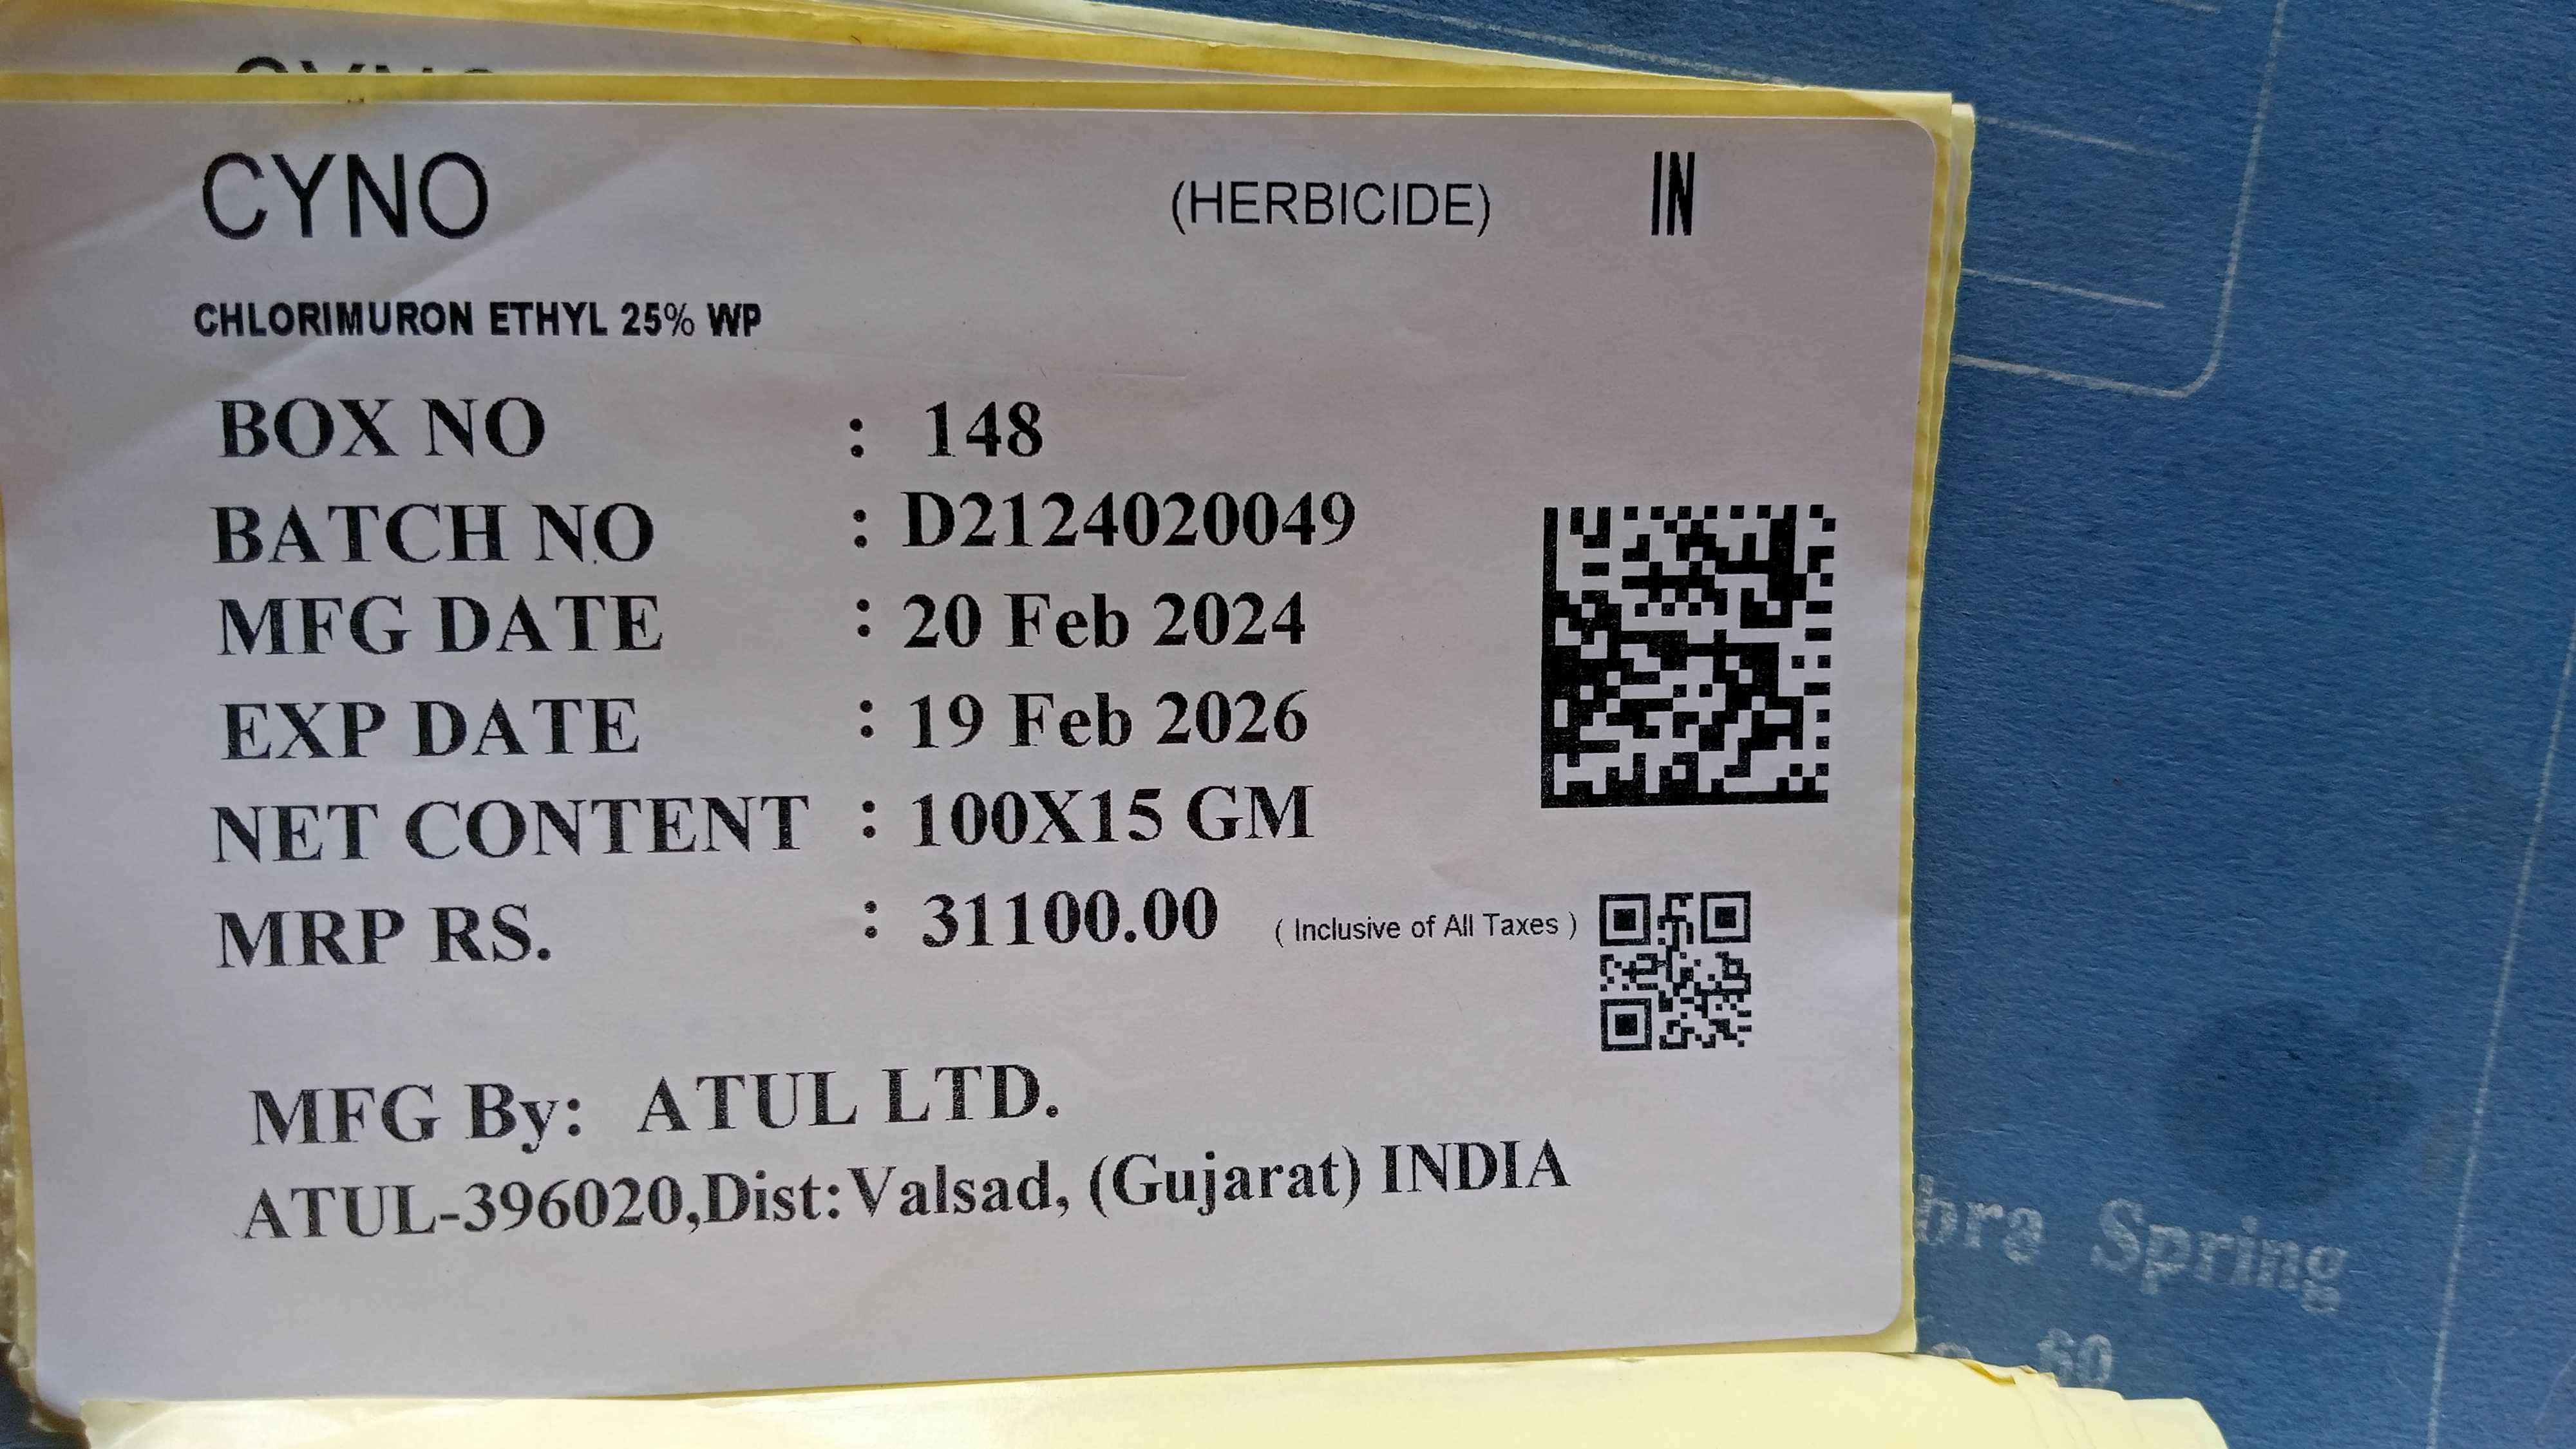 CYNO (HERBICIDE) IN
CHLORIMURON ETHYL 25% WP
BOX NO : 148
BATCH NO : D2124020049
MFG DATE : 20 Feb 2024
EXP DATE : 19 Feb 2026
NET CONTENT : 100X15 GM
MRP RS. : 31100.00 ( Inclusive of All Taxes )
MFG By: ATUL LTD.
ATUL-396020,Dist:Valsad, (Gujarat) INDIA
Spring
60